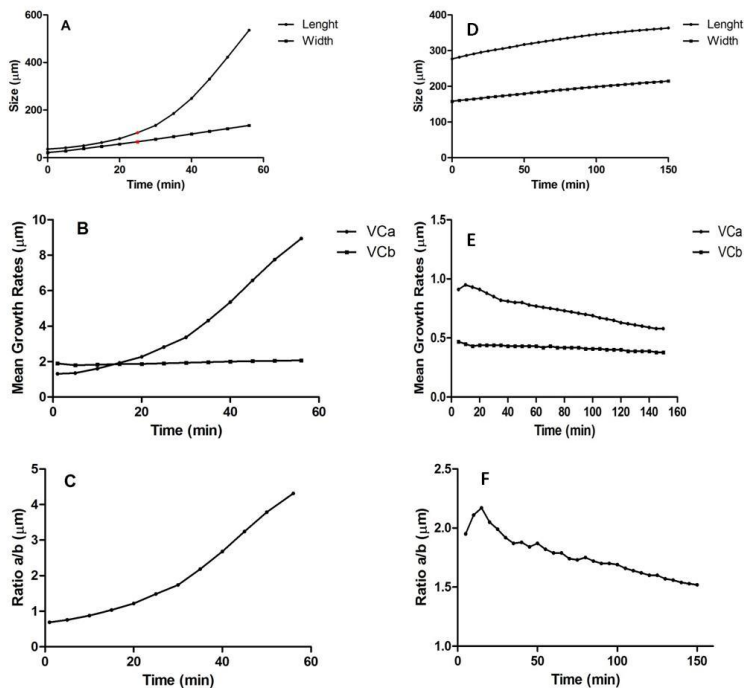 A
Size (μm)
600
400
200
0
0 20 40 60
Time (min)
Lenght
Width
D
Size (μm)
400
300
200
100
0
0 50 100 150
Time (min)
Lenght
Width
B
Mean Growth Rates (μm)
10
8
6
4
2
0
0 20 40 60
Time (min)
VCa
VCb
E
Mean Growth Rates (μm)
1.5
1.0
0.5
0.0
0 20 40 60 80 100 120 140 160
Time (min)
VCa
VCb
C
Ratio a/b (μm)
5
4
3
2
1
0
0 20 40 60
Time (min)
F
Ratio a/b (μm)
2.5
2.0
1.5
1.0
0 50 100 150
Time (min)